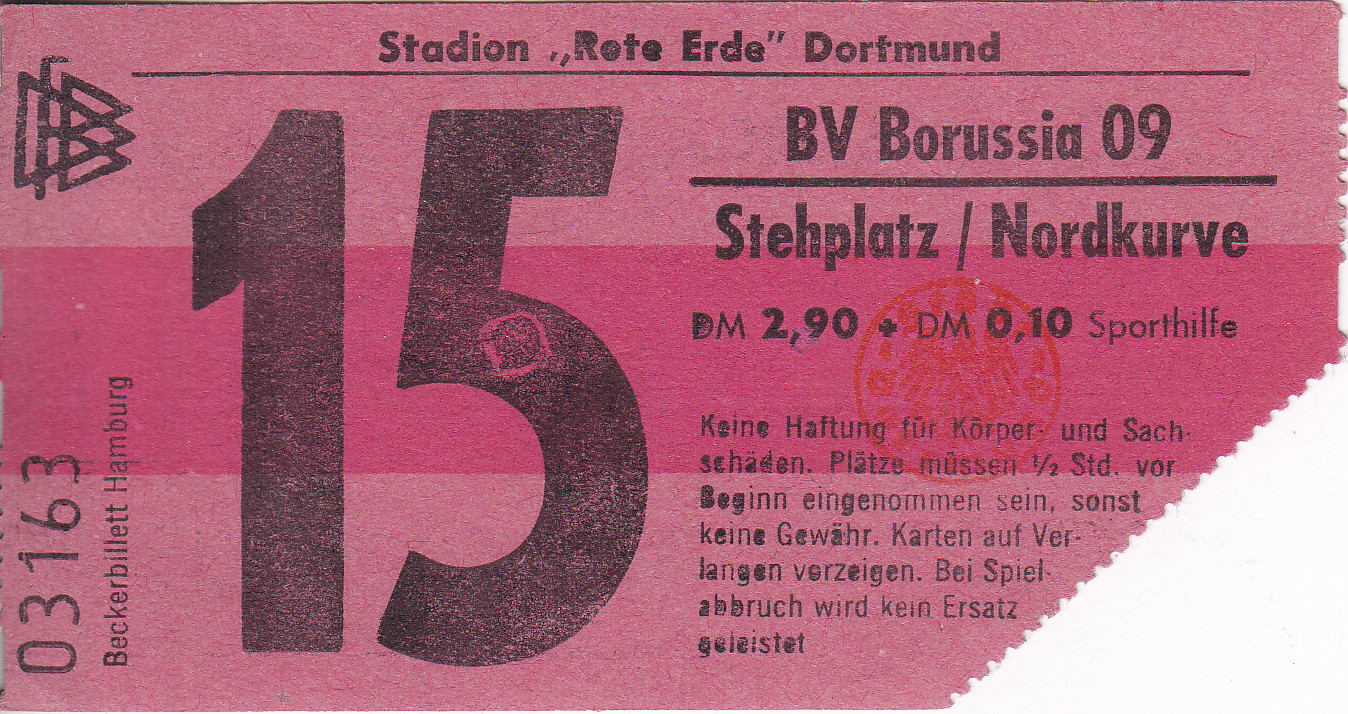 Stadion „Rote Erde” Dortmund
15
BV Borussia 09
Stehplatz / Nordkurve
DM 2,90 + DM 0,10 Sporthilfe
Keine Haftung für Körper- und Sach-
schäden. Plätze müssen ½ Std. vor
Beginn eingenommen sein, sonst
keine Gewähr. Karten auf Ver-
langen vorzeigen. Bei Spiel-
abbruch wird kein Ersatz
geleistet
03163
Beckerbillett Hamburg